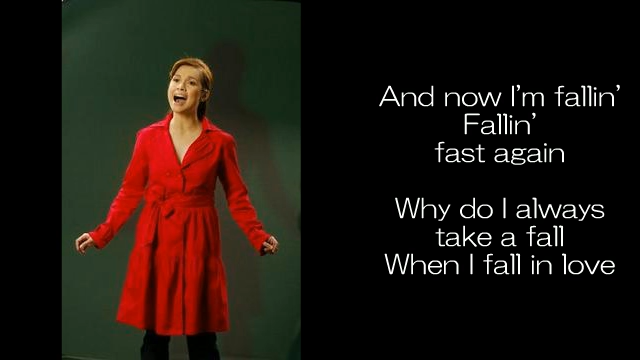 And now I'm fallin'
Fallin'
fast again
Why do I always
take a fall
When I fall in love